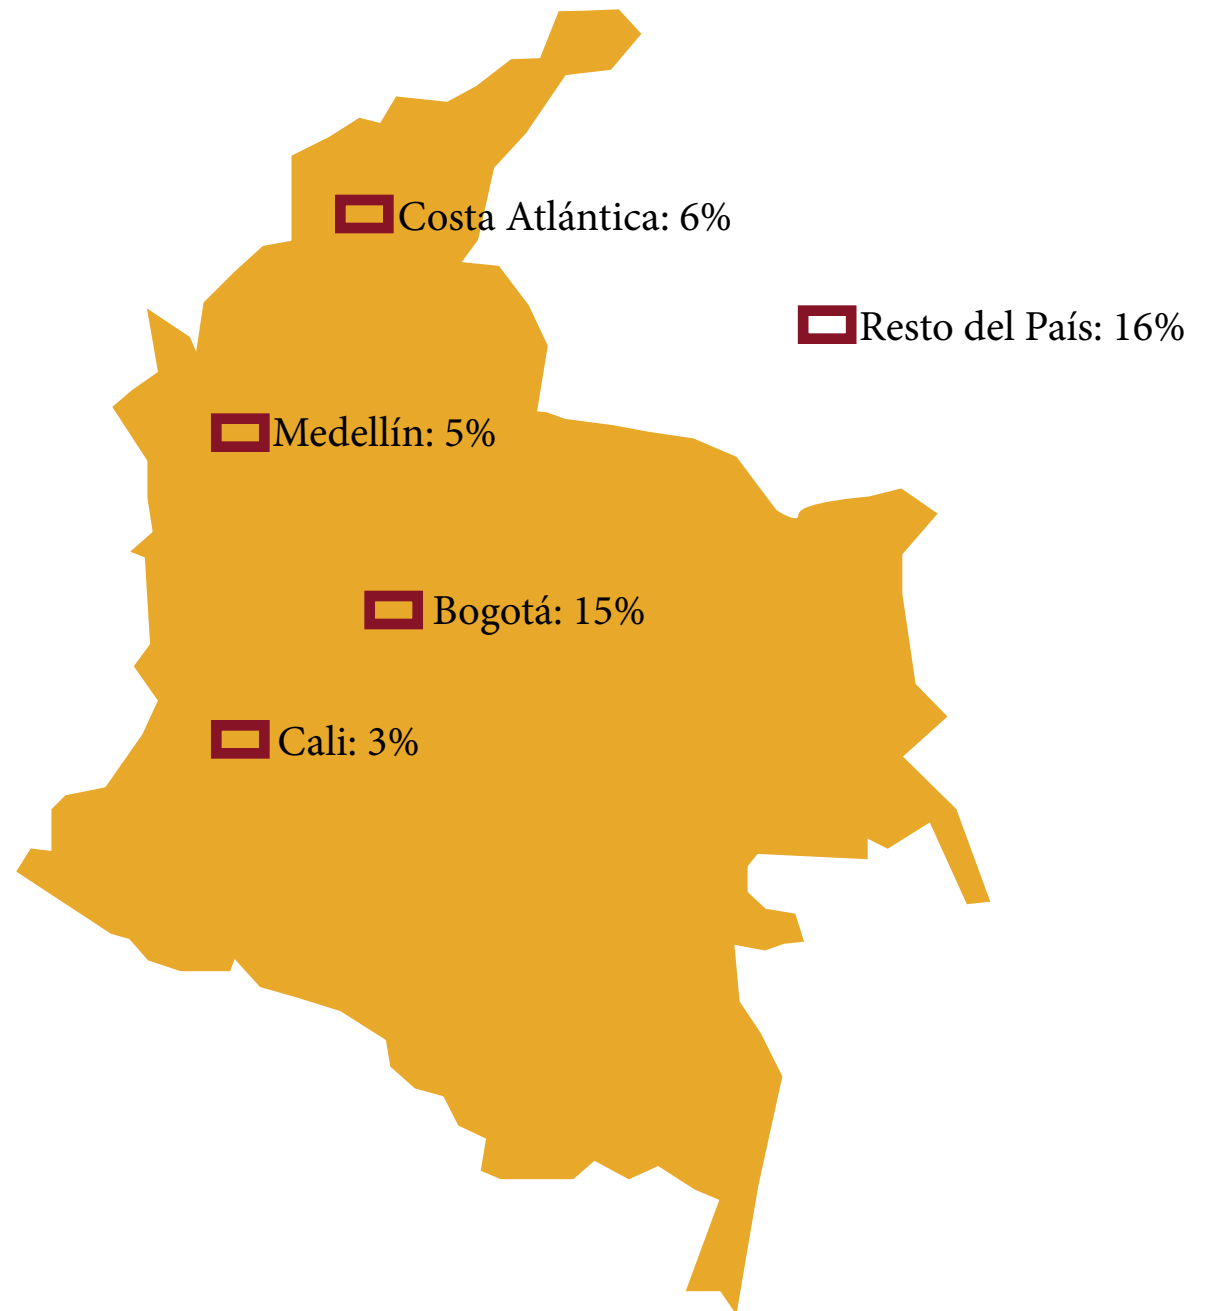 Costa Atlántica: 6%
Resto del País: 16%
Medellín: 5%
Bogotá: 15%
Cali: 3%